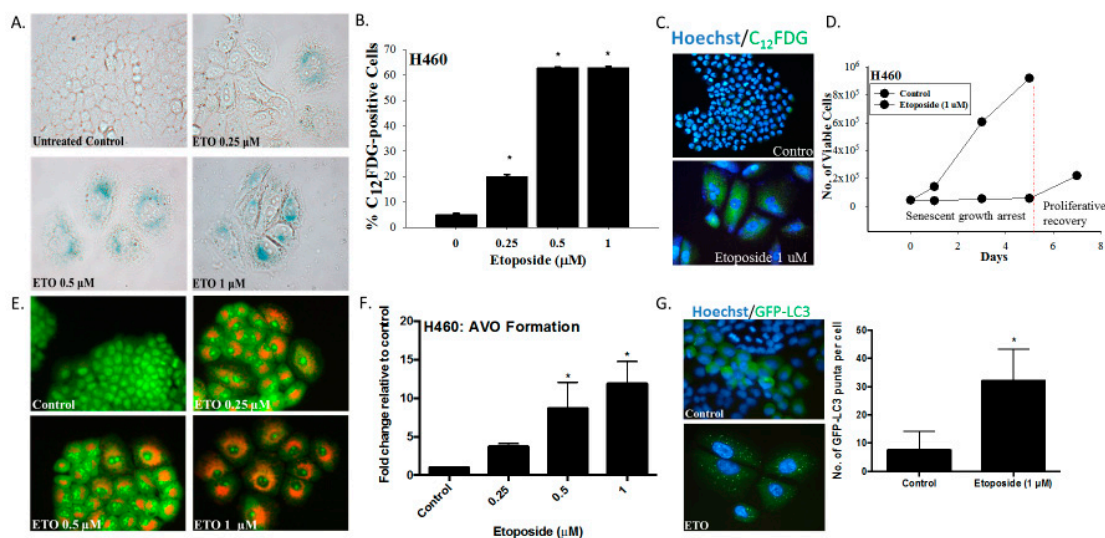 A.
Untreated Control
ETO 0.25 µM
ETO 0.5 µM
ETO 1 µM
B.
H460
% C₁₂FDG-positive Cells
70
60
50
40
30
20
10
0
*
*
*
0
0.25
0.5
1
Etoposide (µM)
C.
Hoechst/C₁₂FDG
Contro
Etoposide 1 uM
D.
H460
Control
Etoposide (1 uM)
No. of Viable Cells
10⁶
8x10⁵
6x10⁵
4x10⁵
2x10⁵
0
Senescent growth arrest
Proliferative
recovery
0
2
4
6
8
Days
E.
Control
ETO 0.25 µM
ETO 0.5 µM
ETO 1 µM
F.
H460: AVO Formation
Fold change relative to control
20
15
10
5
0
*
*
Control
0.25
0.5
1
Etoposide (µM)
G.
Hoechst/GFP-LC3
Control
ETO
No. of GFP-LC3 punta per cell
50
40
30
20
10
0
*
Control
Etoposide (1 µM)